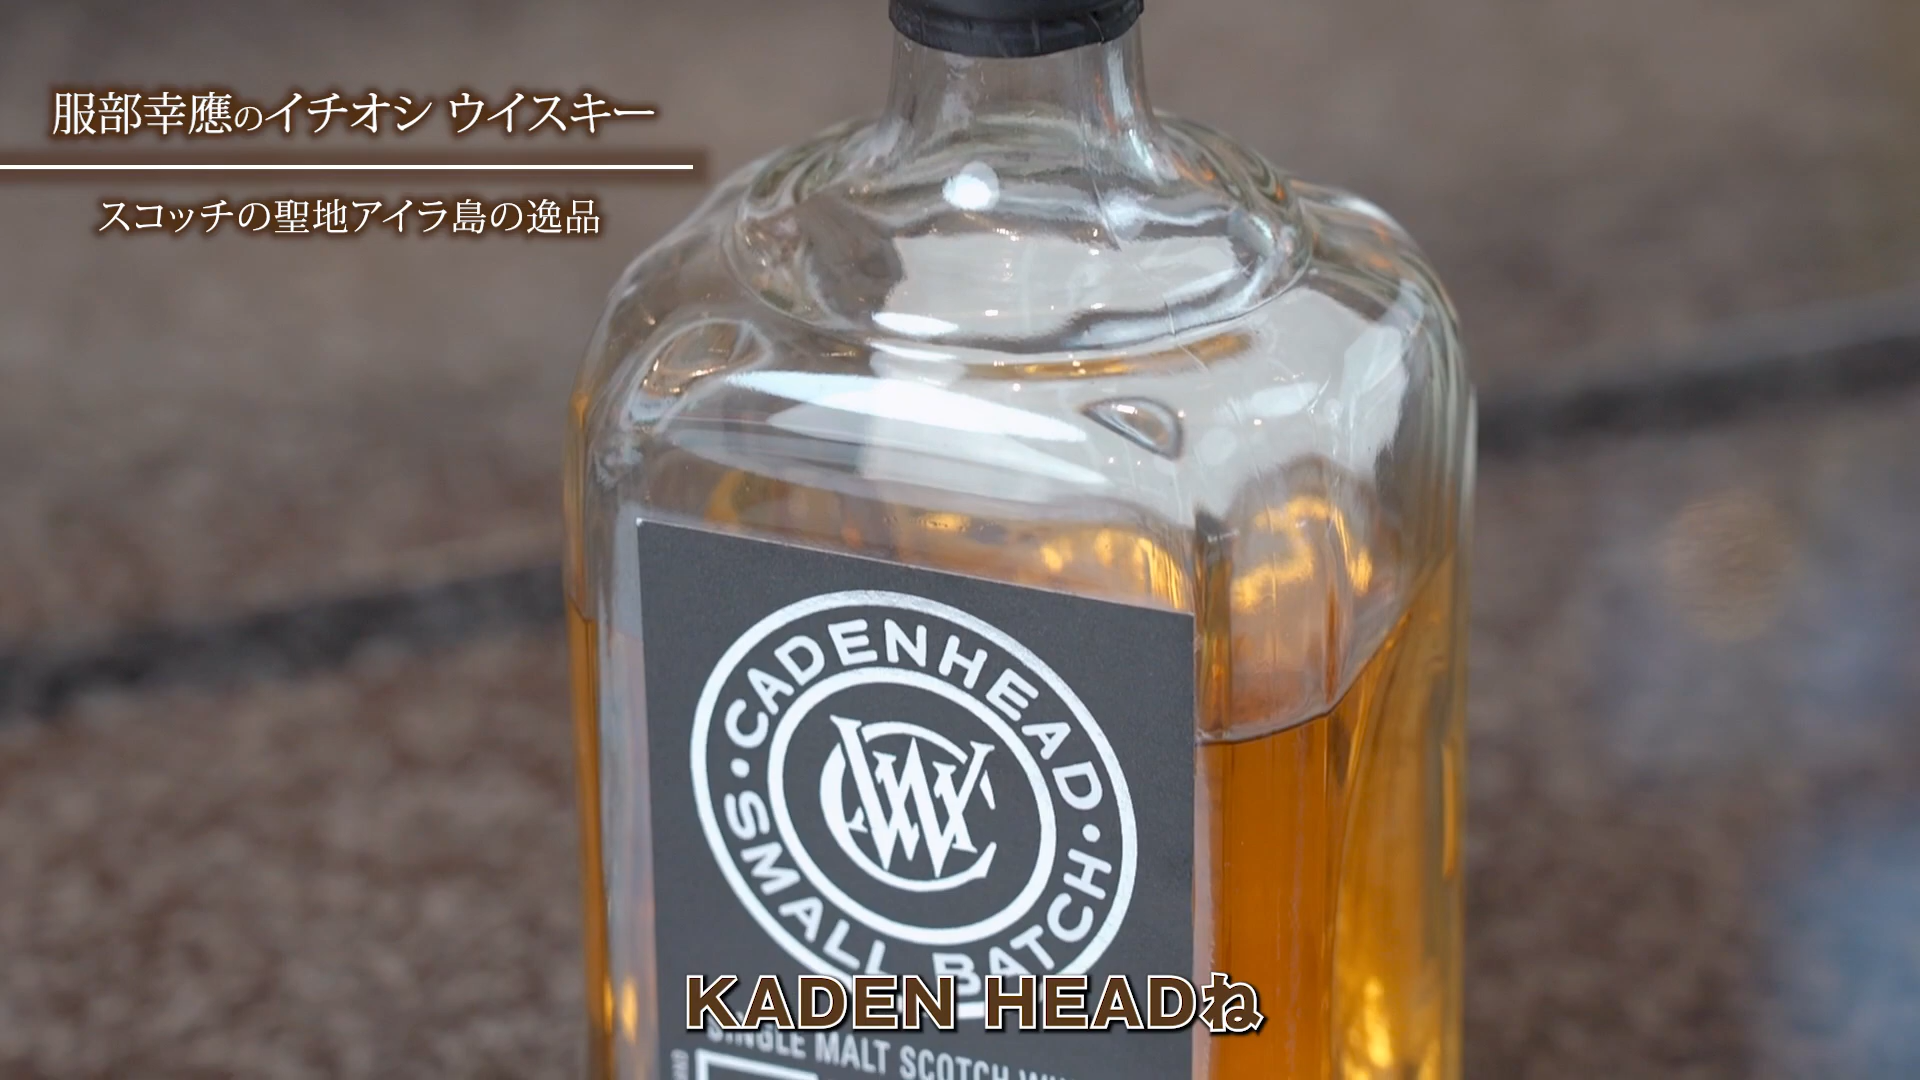 服部幸應のイチオシ ウイスキー
スコッチの聖地アイラ島の逸品
CADENHEAD
WC
SMALL BATCH
KADEN HEADね
SINGLE MALT SCOTCH